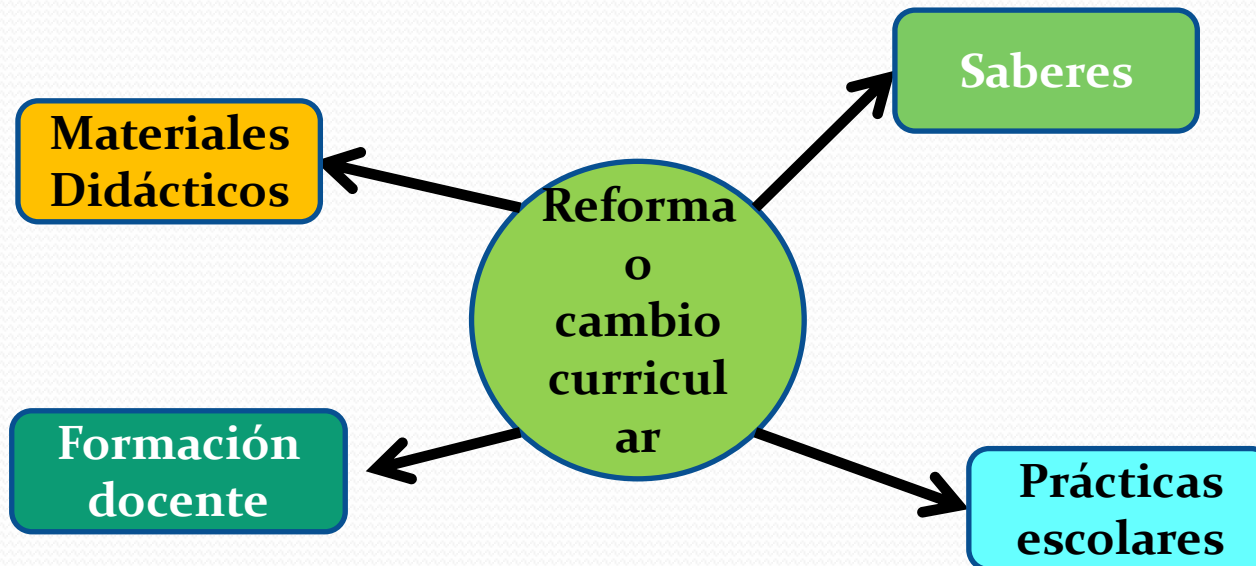 Saberes
Materiales
Didácticos
Reforma
o
cambio
curricul
ar
Formación
docente
Prácticas
escolares